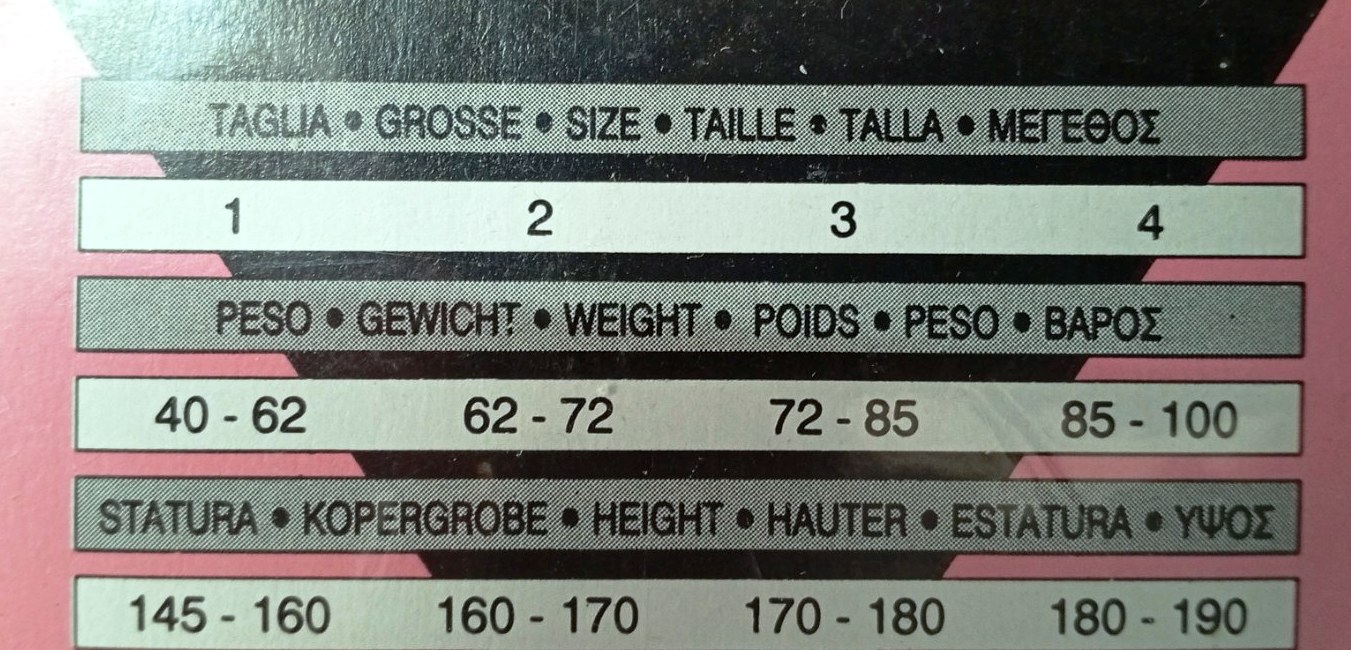 TAGLIA • GROSSE • SIZE • TAILLE • TALLA • ΜΕΓΕΘΟΣ
1 2 3 4
PESO • GEWICHT • WEIGHT • POIDS • PESO • ΒΑΡΟΣ
40 - 62 62 - 72 72 - 85 85 - 100
STATURA • KOPERGROBE • HEIGHT • HAUTER • ESTATURA • ΥΨΟΣ
145 - 160 160 - 170 170 - 180 180 - 190